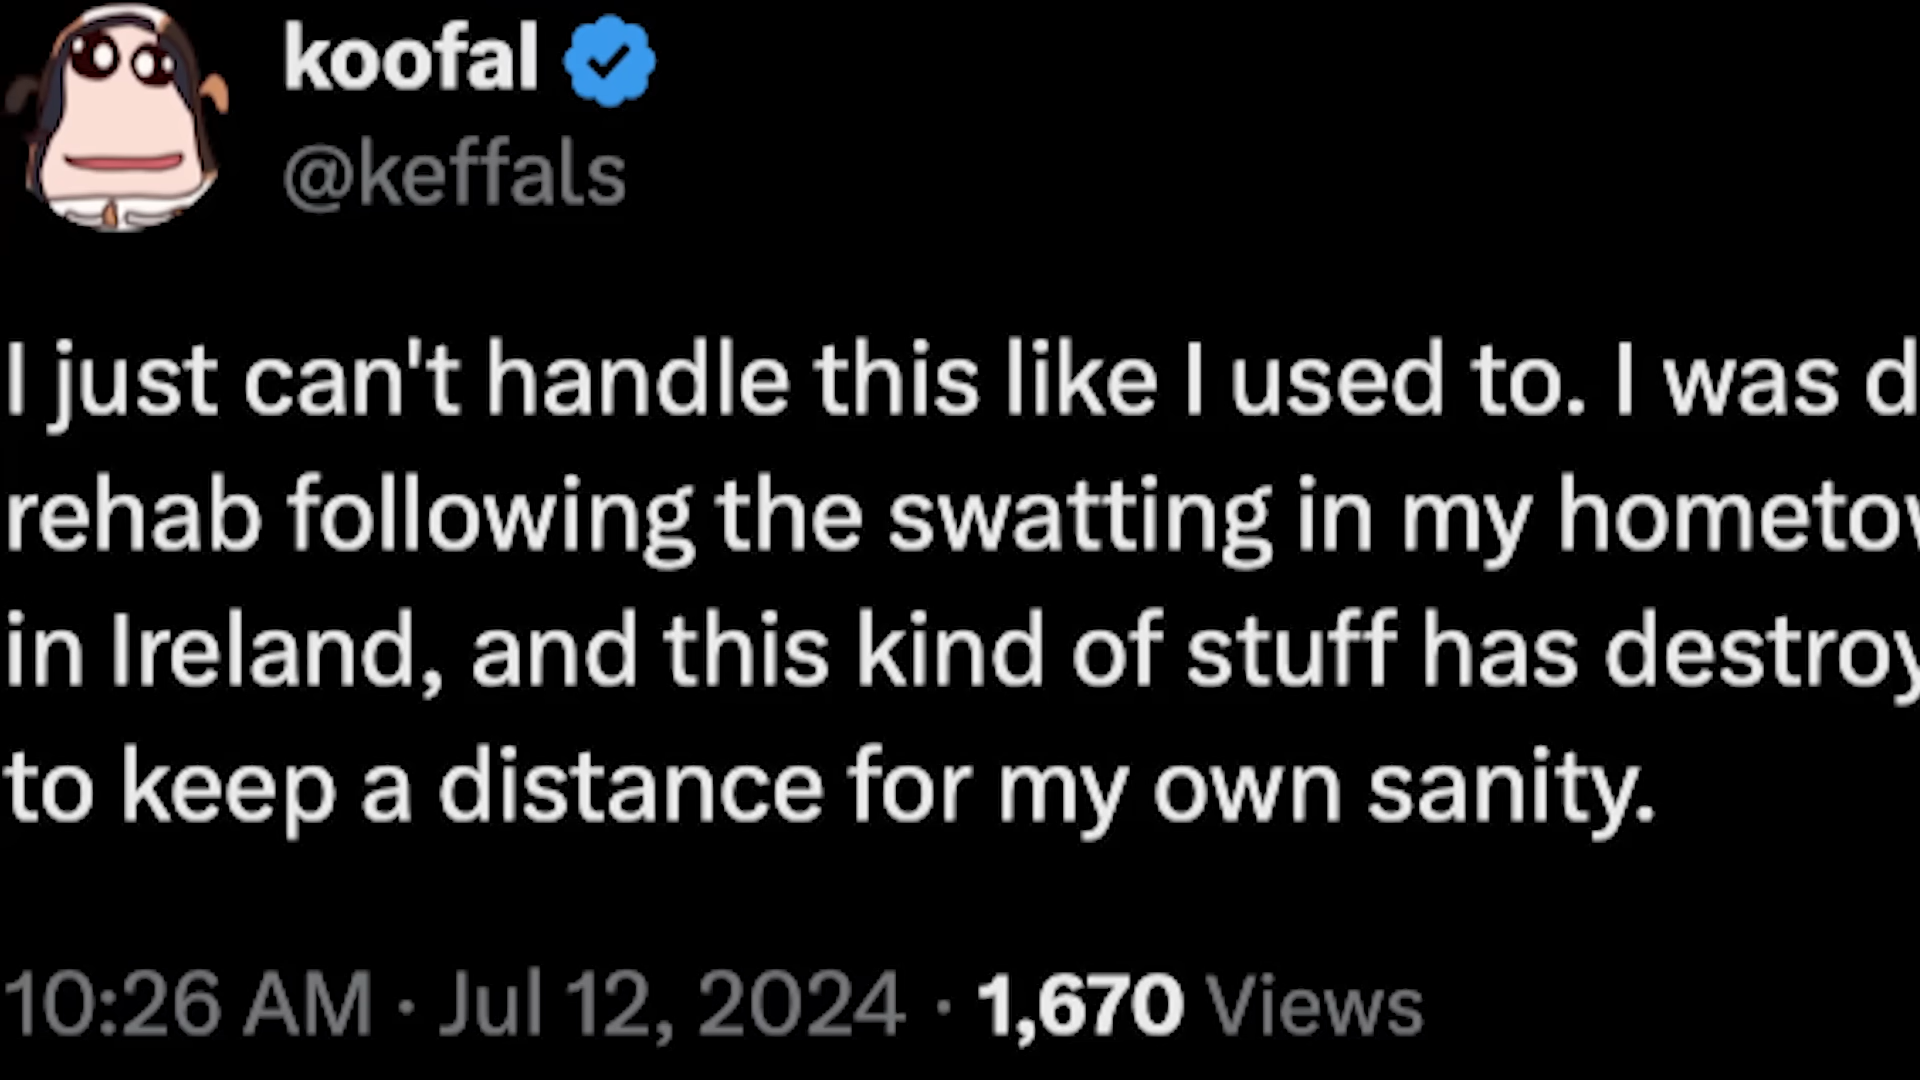 koofal
@keffals
I just can't handle this like I used to. I was
rehab following the swatting in my
in Ireland, and this kind of stuff has
to keep a distance for my own sanity.
10:26 AM · Jul 12, 2024 · 1,670 Views